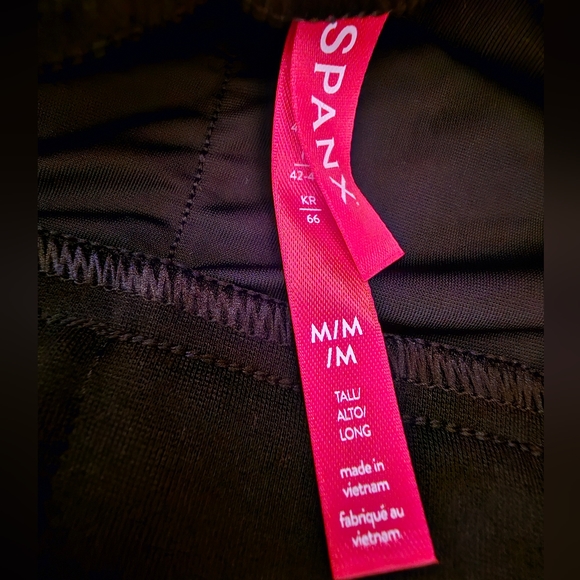 SPANX
42-4
KR
66
M/M
/M
TALL/
ALTO/
LONG
made in
vietnam
fabriqué au
vietnam